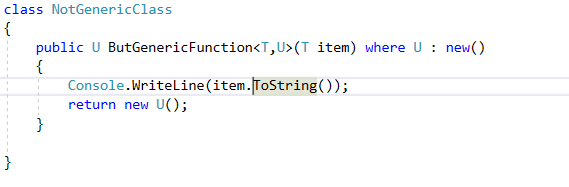 class NotGenericClass
{
public U ButGenericFunction<T,U>(T item) where U : new()
{
Console.WriteLine(item.ToString());
return new U();
}
}